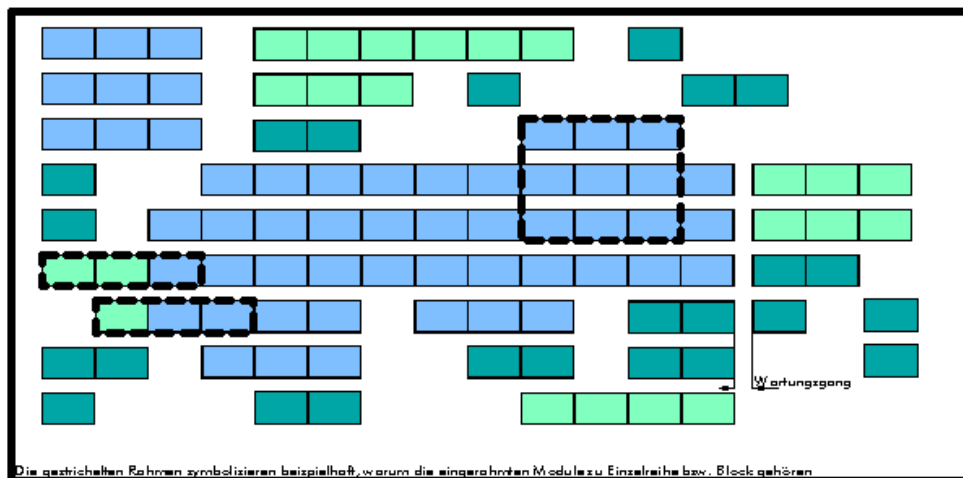 Wartungsgang
Die gestrichelten Rahmen symbolisieren beispielhaft, warum die eingerahmten Module zu Einzelreihe bzw. Block gehören